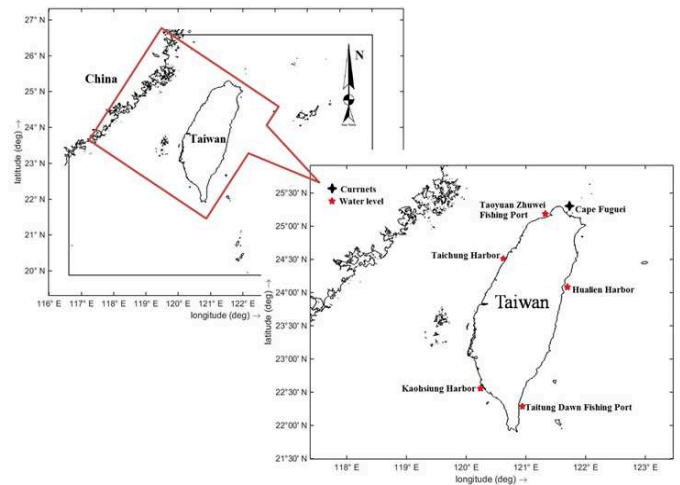 27° N
26° N
25° N
24° N
23° N
22° N
21° N
20° N
latitude (deg) →
China
Taiwan
N
116° E
117° E
118° E
119° E
120° E
121° E
122° E
longitude (deg) →
25°30' N
25°00' N
24°30' N
24°00' N
23°30' N
23°00' N
22°30' N
22°00' N
21°30' N
latitude (deg) →
Currnets
Water level
Taoyuan Zhuwei
Fishing Port
Cape Fuguei
Taichung Harbor
Hualien Harbor
Taiwan
Kaohsiung Harbor
Taitung Dawn Fishing Port
118° E
119° E
120° E
121° E
122° E
123° E
longitude (deg) →